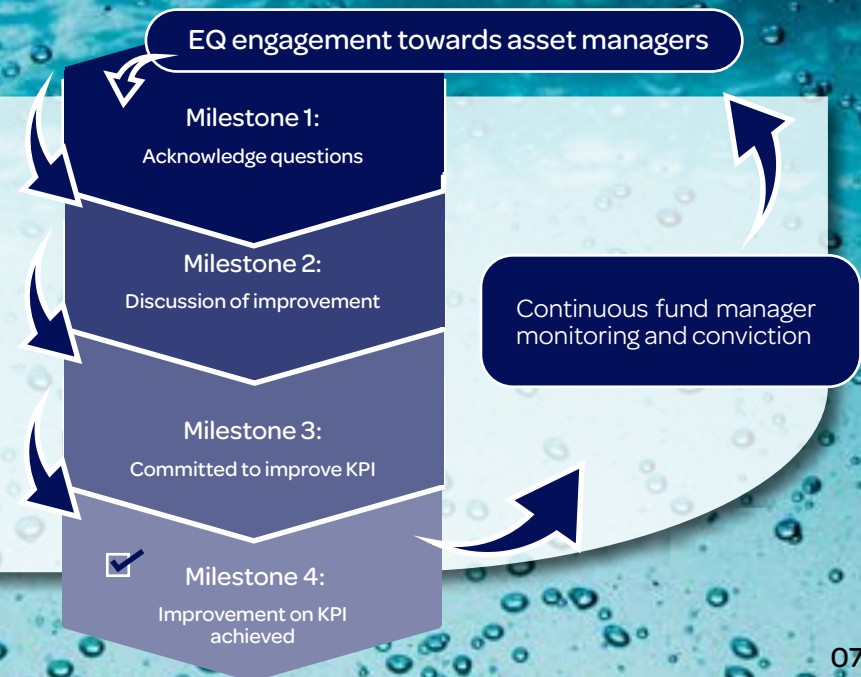 EQ engagement towards asset managers
Milestone 1:
Acknowledge questions
Milestone 2:
Discussion of improvement
Milestone 3:
Committed to improve KPI
Milestone 4:
Improvement on KPI
achieved
Continuous fund manager
monitoring and conviction
07